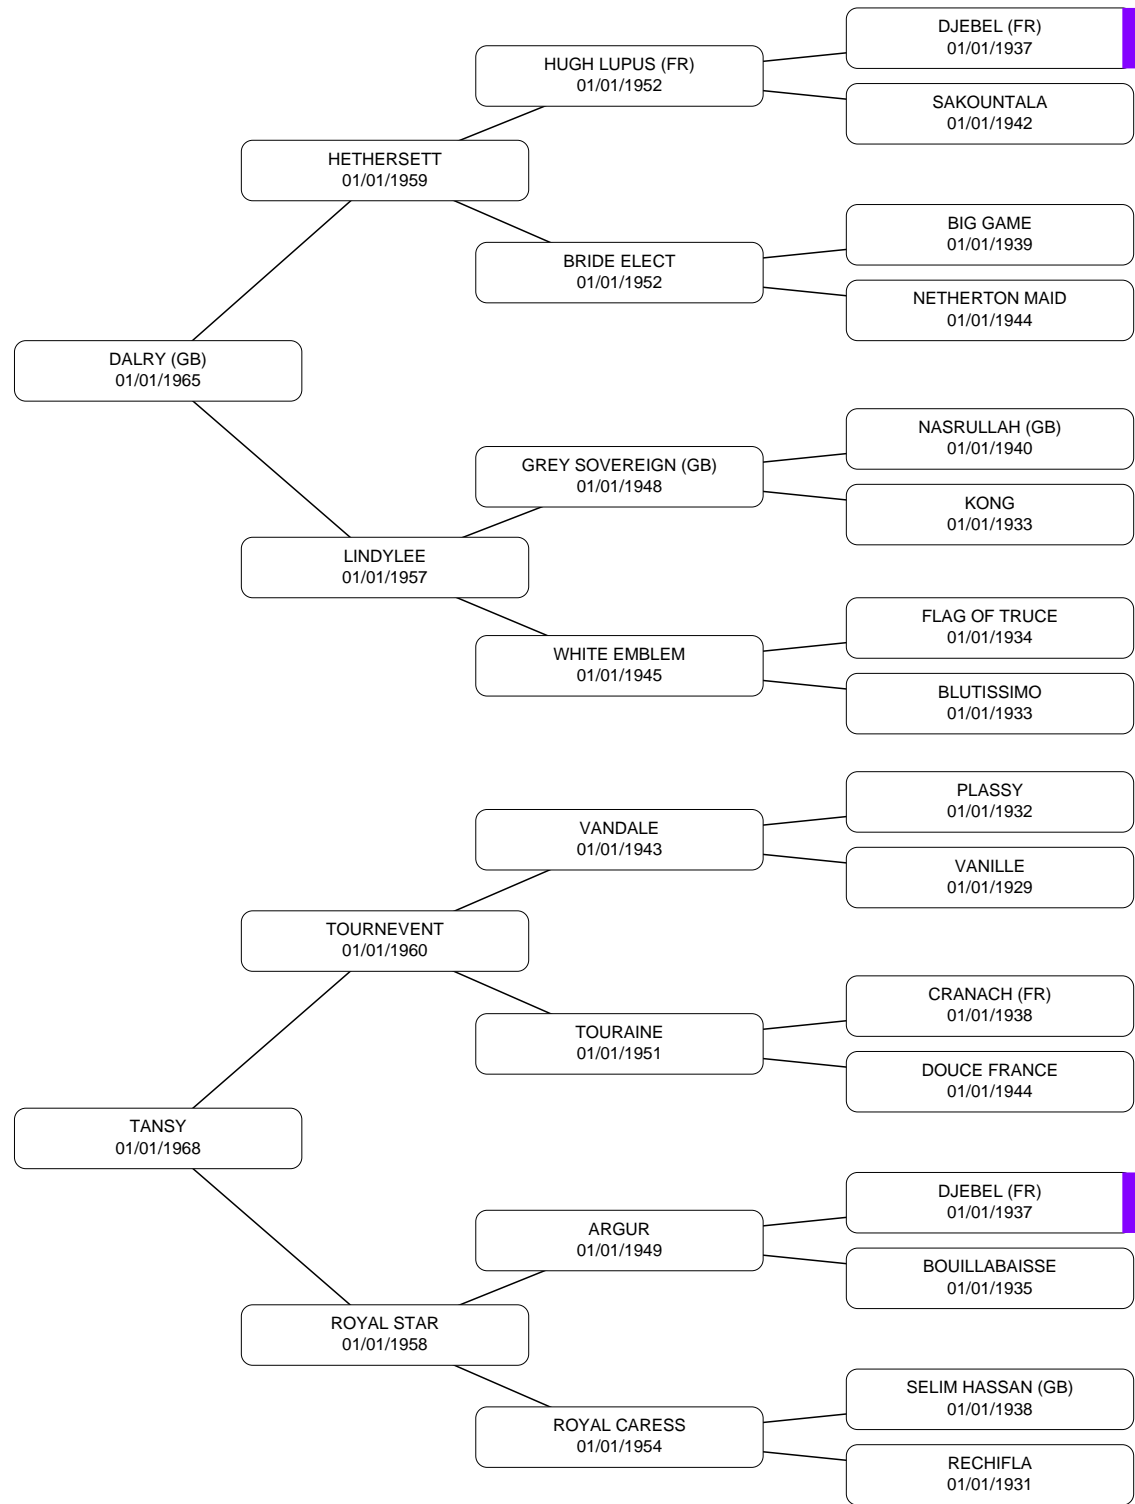 DJEBEL (FR)
01/01/1937
HUGH LUPUS (FR)
01/01/1952
SAKOUNTALA
01/01/1942
HETHERSETT
01/01/1959
BIG GAME
01/01/1939
BRIDE ELECT
01/01/1952
NETHERTON MAID
01/01/1944
DALRY (GB)
01/01/1965
NASRULLAH (GB)
01/01/1940
GREY SOVEREIGN (GB)
01/01/1948
KONG
01/01/1933
LINDYLEE
01/01/1957
FLAG OF TRUCE
01/01/1934
WHITE EMBLEM
01/01/1945
BLUTISSIMO
01/01/1933
PLASSY
01/01/1932
VANDALE
01/01/1943
VANILLE
01/01/1929
TOURNEVENT
01/01/1960
CRANACH (FR)
01/01/1938
TOURAINE
01/01/1951
DOUCE FRANCE
01/01/1944
TANSY
01/01/1968
DJEBEL (FR)
01/01/1937
ARGUR
01/01/1949
BOUILLABAISSE
01/01/1935
ROYAL STAR
01/01/1958
SELIM HASSAN (GB)
01/01/1938
ROYAL CARESS
01/01/1954
RECHIFLA
01/01/1931